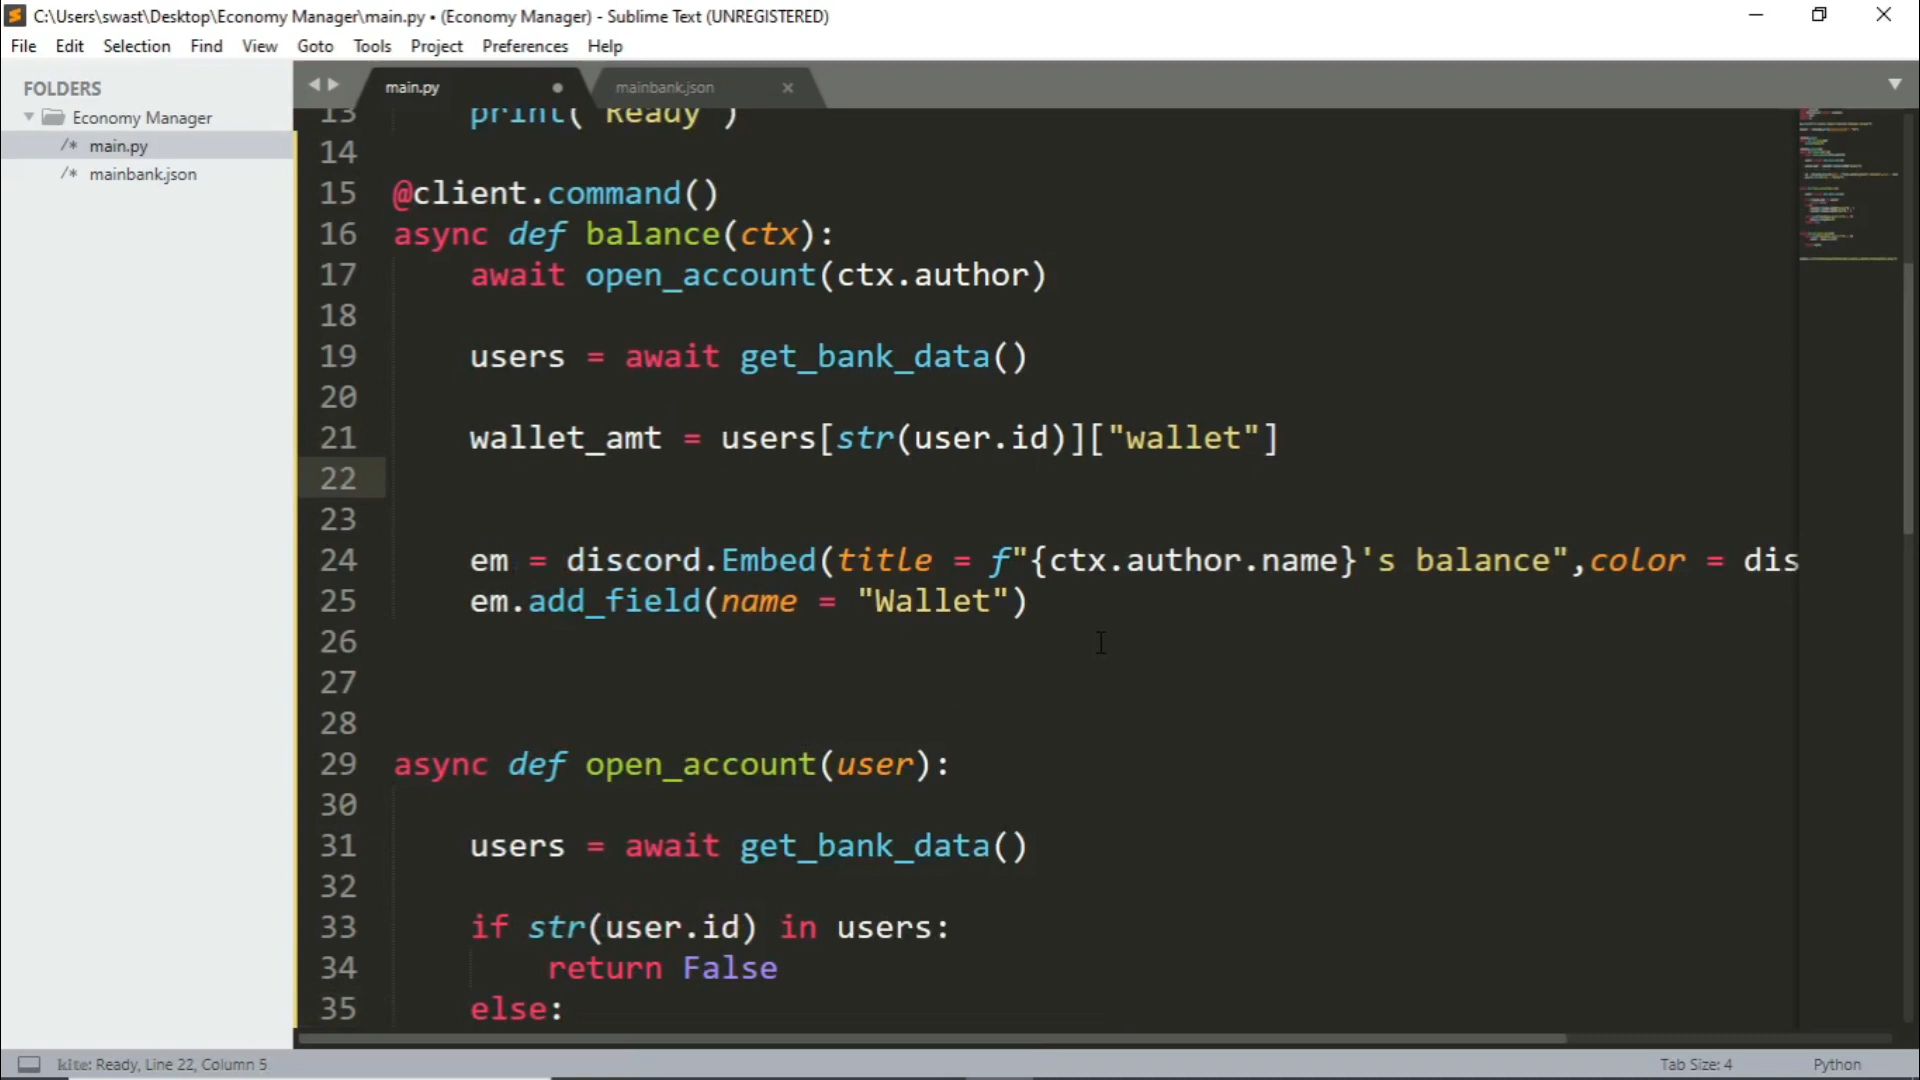 C:\Users\swast\Desktop\Economy Manager\main.py • (Economy Manager) - Sublime Text (UNREGISTERED)
File Edit Selection Find View Goto Tools Project Preferences Help
FOLDERS
Economy Manager
/* main.py
/* mainbank.json
main.py
mainbank.json
13     print("Ready")
14
15 @client.command()
16 async def balance(ctx):
17     await open_account(ctx.author)
18
19     users = await get_bank_data()
20
21     wallet_amt = users[str(user.id)]["wallet"]
22
23
24     em = discord.Embed(title = f"{ctx.author.name}'s balance",color = dis
25     em.add_field(name = "Wallet")
26
27
28
29 async def open_account(user):
30
31     users = await get_bank_data()
32
33     if str(user.id) in users:
34         return False
35     else:
kite: Ready, Line 22, Column 5
Tab Size: 4
Python